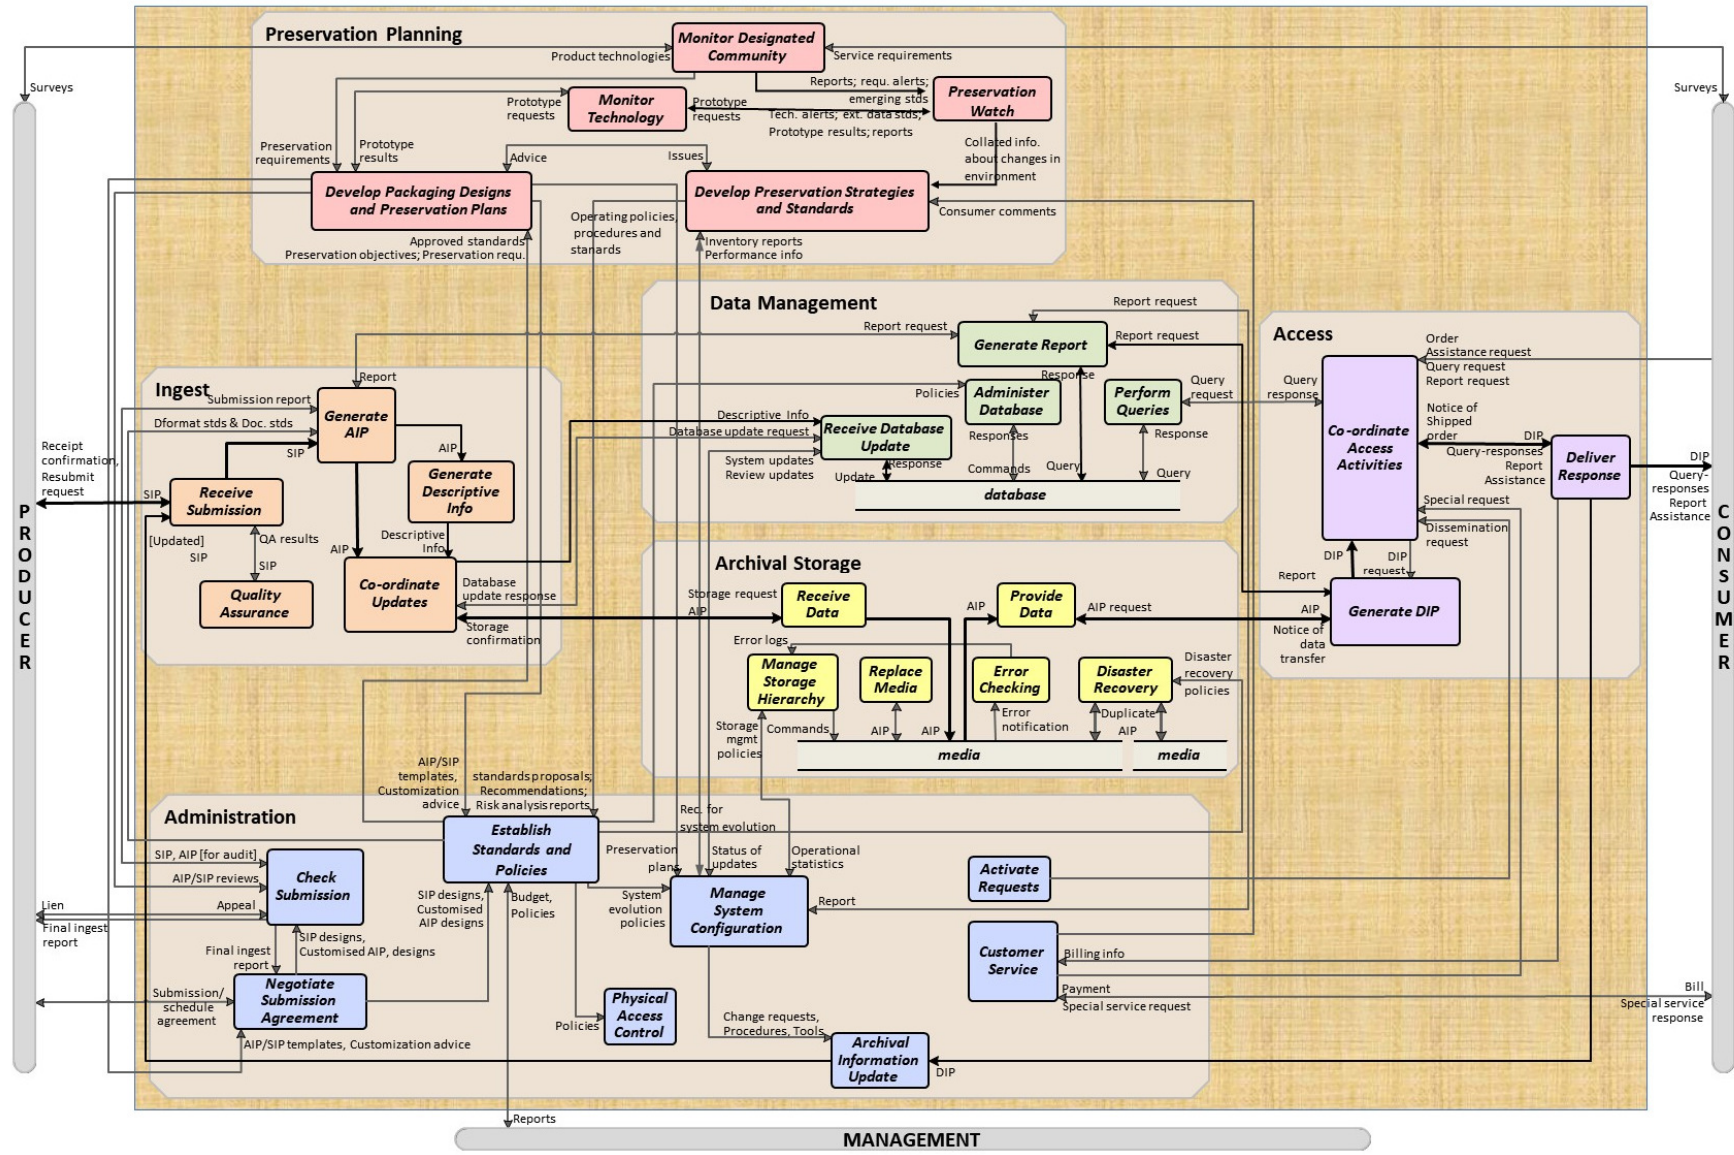 Preservation Planning
Monitor Designated
Community
Product technologies
Service requirements
Surveys
Surveys
Reports; requ. alerts;
emerging stds
Preservation
Watch
Monitor
Technology
Prototype
requests
Prototype
requests
Tech. alerts; ext. data stds;
Prototype results; reports
Preservation
requirements
Prototype
results
Advice
Issues
Collated info.
about changes in
environment
Develop Packaging Designs
and Preservation Plans
Develop Preservation Strategies
and Standards
Operating policies,
procedures and
stanards
Consumer comments
Approved standards
Preservation objectives; Preservation requ.
Inventory reports
Performance info
Data Management
Report request
Report request
Generate Report
Report request
Response
Policies
Administer
Database
Perform
Queries
Query
request
Descriptive Info
Database update request
Receive Database
Update
System updates
Review updates
Responses
Response
Response
Update
Commands
Query
Query
database
Access
Order
Assistance request
Query request
Report request
Query
response
Co-ordinate
Access
Activities
Notice of
Shipped
order
DIP
Query-responses
Report
Assistance
Deliver
Response
DIP
Query-
responses
Report
Assistance
Special request
Dissemination
request
DIP
DIP
request
Report
Generate DIP
AIP
Notice of
data
transfer
Ingest
Report
Submission report
Dformat stds & Doc. stds
Generate
AIP
SIP
AIP
Generate
Descriptive
Info
Receipt
confirmation,
Resubmit
request
SIP
Receive
Submission
[Updated]
SIP
QA results
SIP
Quality
Assurance
AIP
Descriptive
Info
Co-ordinate
Updates
Database
update response
Storage
confirmation
PRODUCER
CONSUMER
Archival Storage
Storage request
AIP
Receive
Data
AIP
Provide
Data
AIP request
Error logs
Manage
Storage
Hierarchy
Replace
Media
Error
Checking
Disaster
Recovery
Disaster
recovery
policies
Storage
mgmt
policies
Commands
AIP
AIP
Error
notification
Duplicate
AIP
media
media
Administration
AIP/SIP
templates,
Customization
advice
standards proposals;
Recommendations;
Risk analysis reports
Establish
Standards and
Policies
Rec. for
system evolution
Preservation
plans
Status of
updates
Operational
statistics
SIP, AIP [for audit]
AIP/SIP reviews
Appeal
Check
Submission
Lien
Final ingest
report
SIP designs,
Customised
AIP designs
Budget,
Policies
System
evolution
policies
Manage
System
Configuration
Report
Activate
Requests
Customer
Service
Billing info
Payment
Special service request
Bill
Special service
response
Final ingest
report
SIP designs,
Customised AIP, designs
Submission/
schedule
agreement
Negotiate
Submission
Agreement
AIP/SIP templates, Customization advice
Policies
Physical
Access
Control
Change requests,
Procedures, Tools
Archival
Information
Update
DIP
Reports
MANAGEMENT